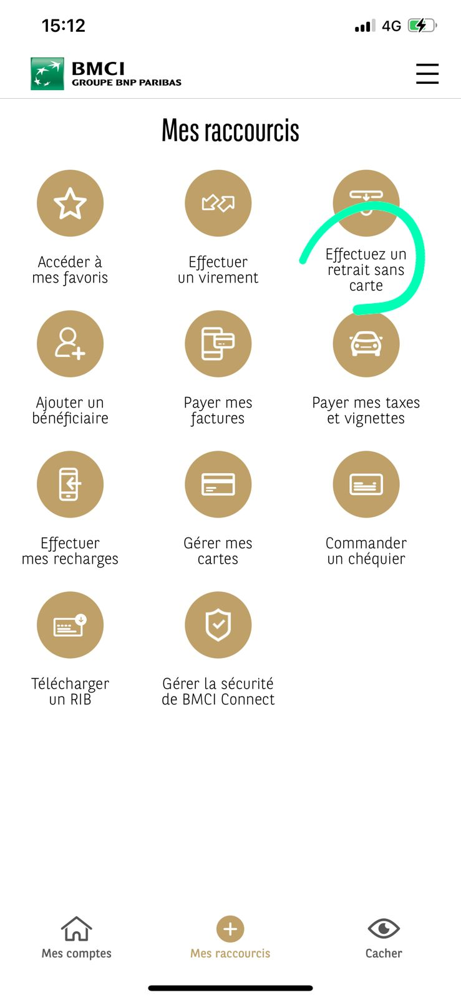 15:12
4G
BMCI
GROUPE BNP PARIBAS
Mes raccourcis
Accéder à
mes favoris
Effectuer
un virement
Effectuez un
retrait sans
carte
Ajouter un
bénéficiaire
Payer mes
factures
Payer mes taxes
et vignettes
Effectuer
mes recharges
Gérer mes
cartes
Commander
un chéquier
Télécharger
un RIB
Gérer la sécurité
de BMCI Connect
Mes comptes
Mes raccourcis
Cacher